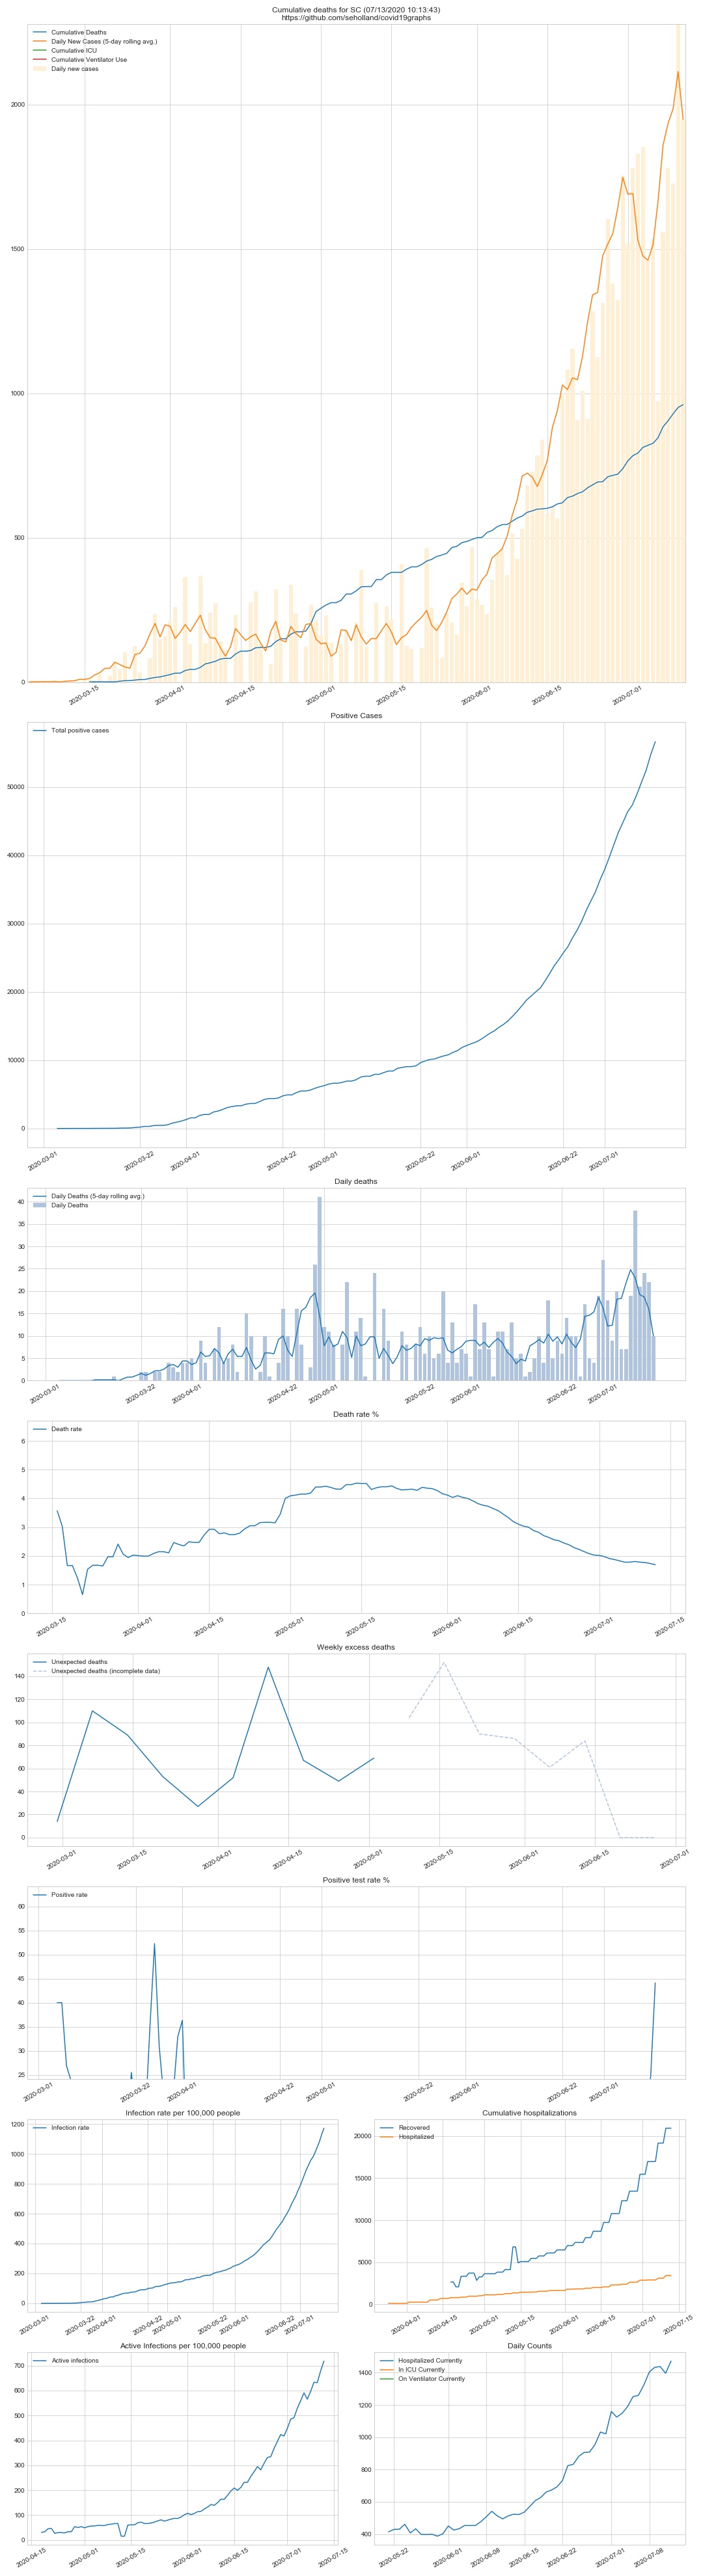 Cumulative deaths for SC (07/13/2020 10:13:43)
https://github.com/seholland/covid19graphs
Cumulative Deaths
Daily New Cases (5-day rolling avg.)
Cumulative ICU
Cumulative Ventilator Use
Daily new cases
2000
1500
1000
500
0
2020-03-15 2020-04-01 2020-04-15 2020-05-01 2020-05-15 2020-06-01 2020-06-15 2020-07-01
Positive Cases
Total positive cases
50000
40000
30000
20000
10000
0
2020-03-01 2020-03-22 2020-04-01 2020-04-22 2020-05-01 2020-05-22 2020-06-01 2020-06-22 2020-07-01
Daily deaths
Daily Deaths (5-day rolling avg.)
Daily Deaths
40
35
30
25
20
15
10
5
0
2020-03-01 2020-03-22 2020-04-01 2020-04-22 2020-05-01 2020-05-22 2020-06-01 2020-06-22 2020-07-01
Death rate %
Death rate
6
5
4
3
2
1
0
2020-03-15 2020-04-01 2020-04-15 2020-05-01 2020-05-15 2020-06-01 2020-06-15 2020-07-01 2020-07-15
Weekly excess deaths
Unexpected deaths
Unexpected deaths (incomplete data)
140
120
100
80
60
40
20
0
2020-03-01 2020-03-15 2020-04-01 2020-04-15 2020-05-01 2020-05-15 2020-06-01 2020-06-15 2020-07-01
Positive test rate %
Positive rate
60
55
50
45
40
35
30
25
2020-03-01 2020-03-22 2020-04-01 2020-04-22 2020-05-01 2020-05-22 2020-06-01 2020-06-22 2020-07-01
Infection rate per 100,000 people
Infection rate
1200
1000
800
600
400
200
0
2020-03-01 2020-03-22 2020-04-01 2020-04-22 2020-05-01 2020-05-22 2020-06-01 2020-06-22 2020-07-01
Cumulative hospitalizations
Recovered
Hospitalized
20000
15000
10000
5000
0
2020-04-01 2020-04-15 2020-05-01 2020-05-15 2020-06-01 2020-06-15 2020-07-01 2020-07-15
Active Infections per 100,000 people
Active infections
700
600
500
400
300
200
100
0
2020-04-15 2020-05-01 2020-05-15 2020-06-01 2020-06-15 2020-07-01 2020-07-15
Daily Counts
Hospitalized Currently
In ICU Currently
On Ventilator Currently
1400
1200
1000
800
600
400
2020-05-22 2020-06-01 2020-06-08 2020-06-15 2020-06-22 2020-07-01 2020-07-08